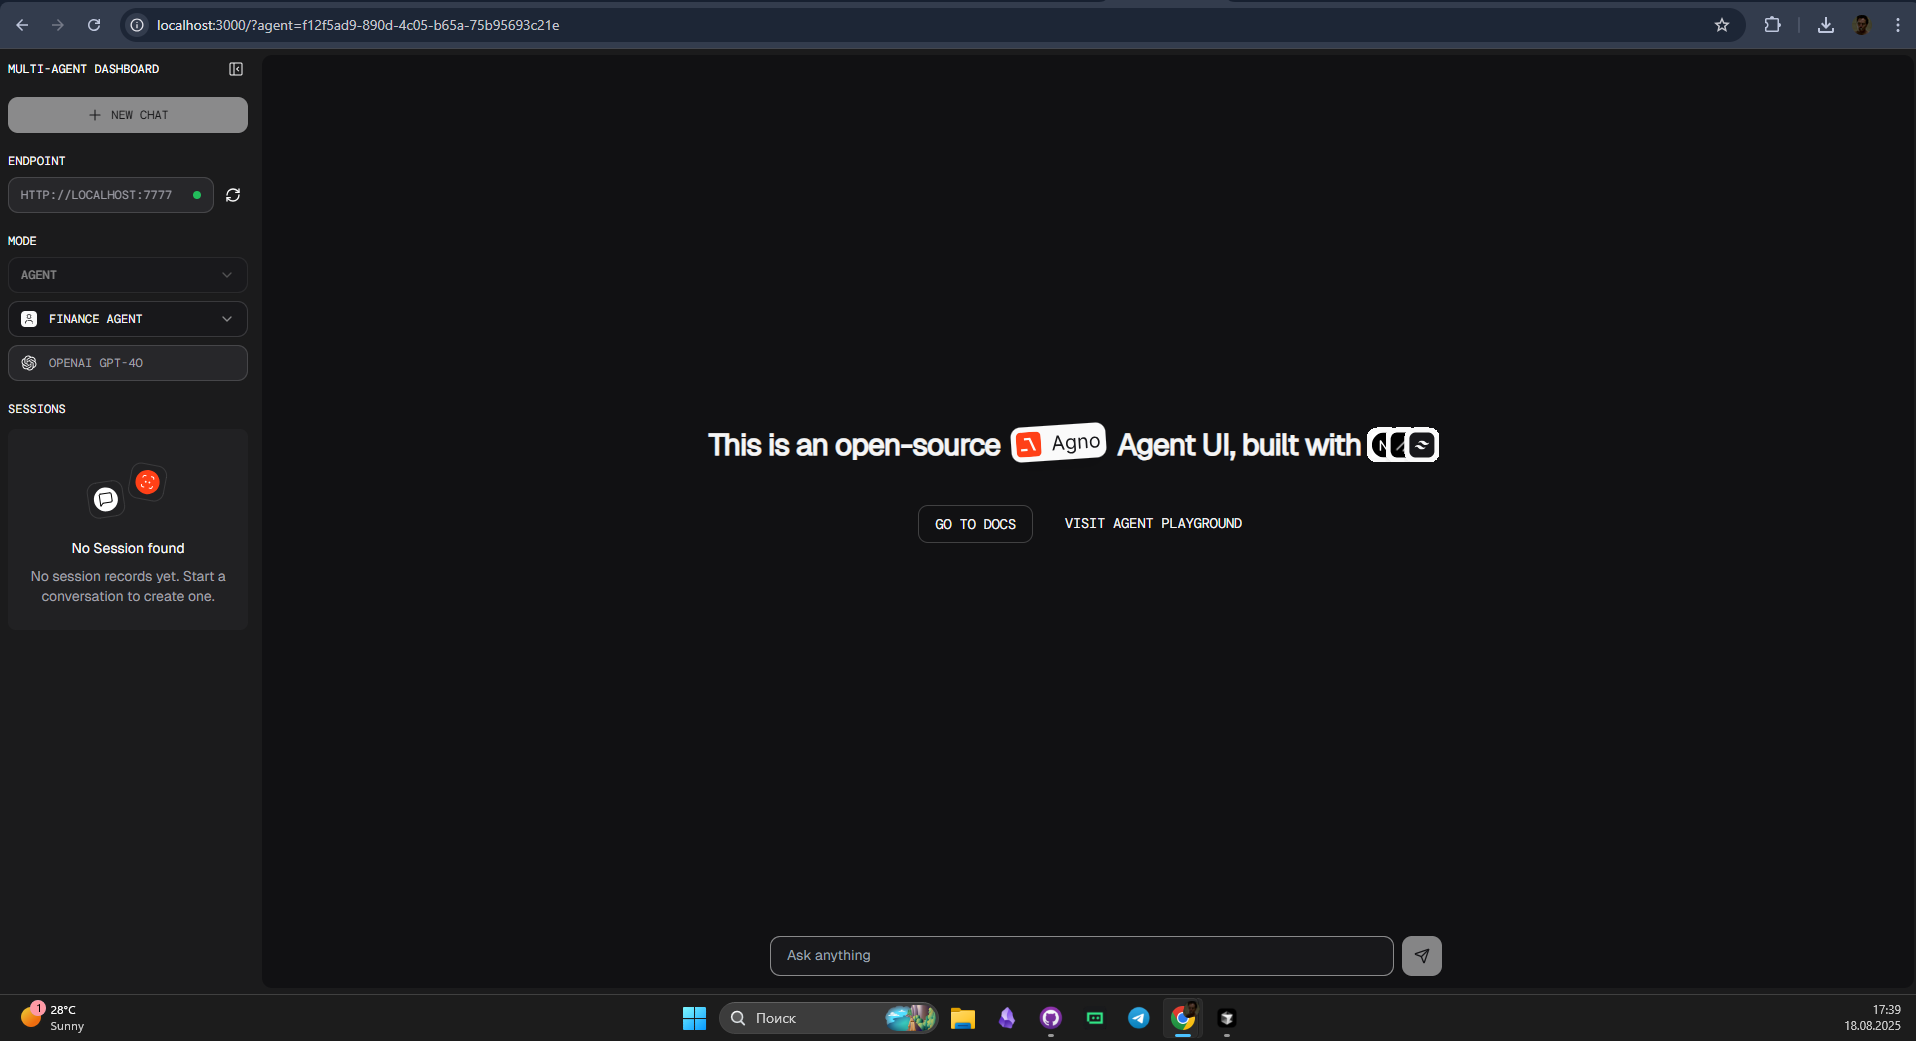 localhost:3000/?agent=f12f5ad9-890d-4c05-b65a-75b95693c21e
MULTI-AGENT DASHBOARD
NEW CHAT
ENDPOINT
HTTP://LOCALHOST:7777
MODE
AGENT
FINANCE AGENT
OPENAI GPT-4O
SESSIONS
No Session found
No session records yet. Start a
conversation to create one.
This is an open-source Agno Agent UI, built with
GO TO DOCS
VISIT AGENT PLAYGROUND
Ask anything
1
28°C
Sunny
Поиск
17:39
18.08.2025